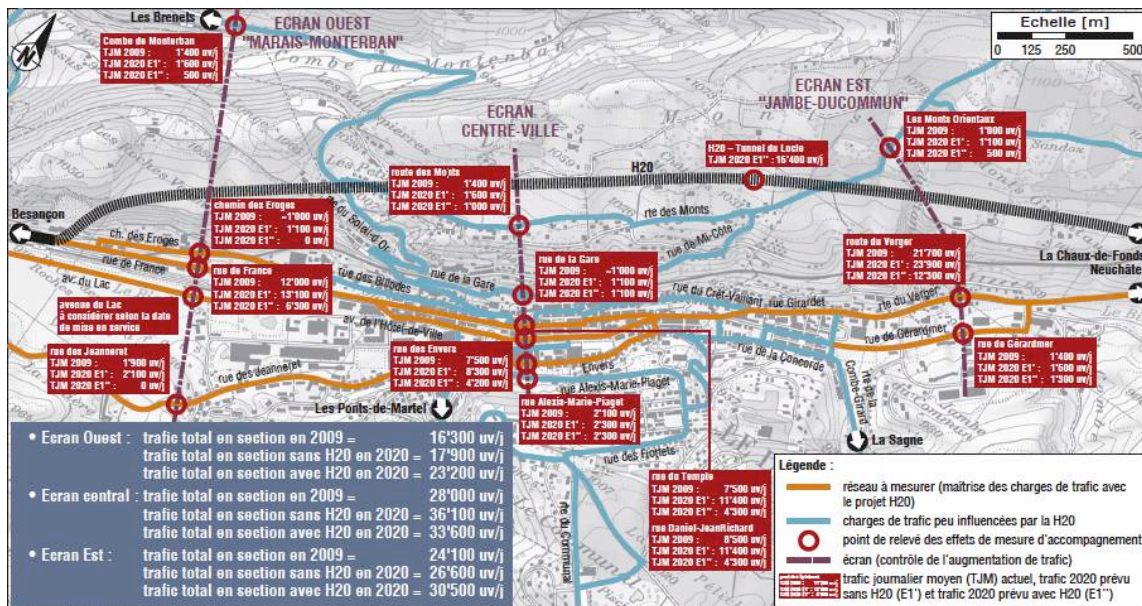 Les Brenets
ECRAN OUEST
"MARAIS-MONTERBAN"
Echelle [m]
0 125 250 500
Combe de Monterban
TJM 2009 : 1'400 uv/j
TJM 2020 E1' : 1'600 uv/j
TJM 2020 E1'' : 500 uv/j
Combe de Monterban
ECRAN
CENTRE-VILLE
ECRAN EST
"JAMBE-DUCOMMUN"
Les Monts Orientaux
TJM 2009 : 1'000 uv/j
TJM 2020 E1' : 1'100 uv/j
TJM 2020 E1'' : 500 uv/j
H20 – Tunnel du Locle
TJM 2020 E1'' : 16'400 uv/j
H20
route des Monts
TJM 2009 : 1'400 uv/j
TJM 2020 E1' : 1'600 uv/j
TJM 2020 E1'' : 1'000 uv/j
rte des Monts
rue de Mi-Côte
Besançon
chemin des Eroges
TJM 2009 : ~1'000 uv/j
TJM 2020 E1' : 1'100 uv/j
TJM 2020 E1'' : 0 uv/j
ch. des Eroges
rue de France
av. du Lac
rue de France
TJM 2009 : 12'000 uv/j
TJM 2020 E1' : 13'100 uv/j
TJM 2020 E1'' : 6'300 uv/j
rte du Soleil d'Or
rue de la Gare
rue des Billodes
av. de l'Hôtel-de-Ville
rue de la Gare
TJM 2009 : ~1'000 uv/j
TJM 2020 E1' : 1'100 uv/j
TJM 2020 E1'' : 1'100 uv/j
route du Verger
TJM 2009 : 21'700 uv/j
TJM 2020 E1' : 23'900 uv/j
TJM 2020 E1'' : 12'300 uv/j
La Chaux-de-Fonds
Neuchâtel
rue du Crêt-Vaillant
rue Girardet
rte du Verger
rue de Gérardmer
avenue du Lac
à considérer selon la date
de mise en service
rue des Jeanneret
TJM 2009 : 1'900 uv/j
TJM 2020 E1' : 2'100 uv/j
TJM 2020 E1'' : 0 uv/j
rue des Jeanneret
rue des Envers
TJM 2009 : 7'500 uv/j
TJM 2020 E1' : 8'300 uv/j
TJM 2020 E1'' : 4'200 uv/j
Envers
rue de la Concorde
rte de la
Combe-Girard
rue de Gérardmer
TJM 2009 : 1'400 uv/j
TJM 2020 E1' : 1'600 uv/j
TJM 2020 E1'' : 1'300 uv/j
Les Ponts-de-Martel
rue Alexis-Marie-Piaget
rue Alexis-Marie-Piaget
TJM 2009 : 2'100 uv/j
TJM 2020 E1' : 2'300 uv/j
TJM 2020 E1'' : 2'300 uv/j
La Sagne
rue des Fiottets
rte du Communal
rue du Temple
TJM 2009 : 7'500 uv/j
TJM 2020 E1' : 11'400 uv/j
TJM 2020 E1'' : 4'300 uv/j
rue Daniel-JeanRichard
TJM 2009 : 8'500 uv/j
TJM 2020 E1' : 11'400 uv/j
TJM 2020 E1'' : 4'300 uv/j
• Ecran Ouest : trafic total en section en 2009 = 16'300 uv/j
trafic total en section sans H20 en 2020 = 17'900 uv/j
trafic total en section avec H20 en 2020 = 23'200 uv/j
• Ecran central : trafic total en section en 2009 = 28'000 uv/j
trafic total en section sans H20 en 2020 = 36'100 uv/j
trafic total en section avec H20 en 2020 = 33'600 uv/j
• Ecran Est : trafic total en section en 2009 = 24'100 uv/j
trafic total en section sans H20 en 2020 = 26'600 uv/j
trafic total en section avec H20 en 2020 = 30'500 uv/j
Légende :
réseau à mesurer (maîtrise des charges de trafic avec
le projet H20)
charges de trafic peu influencées par la H20
point de relevé des effets de mesure d'accompagnement
écran (contrôle de l'augmentation de trafic)
trafic journalier moyen (TJM) actuel, trafic 2020 prévu
sans H20 (E1') et trafic 2020 prévu avec H20 (E1'')